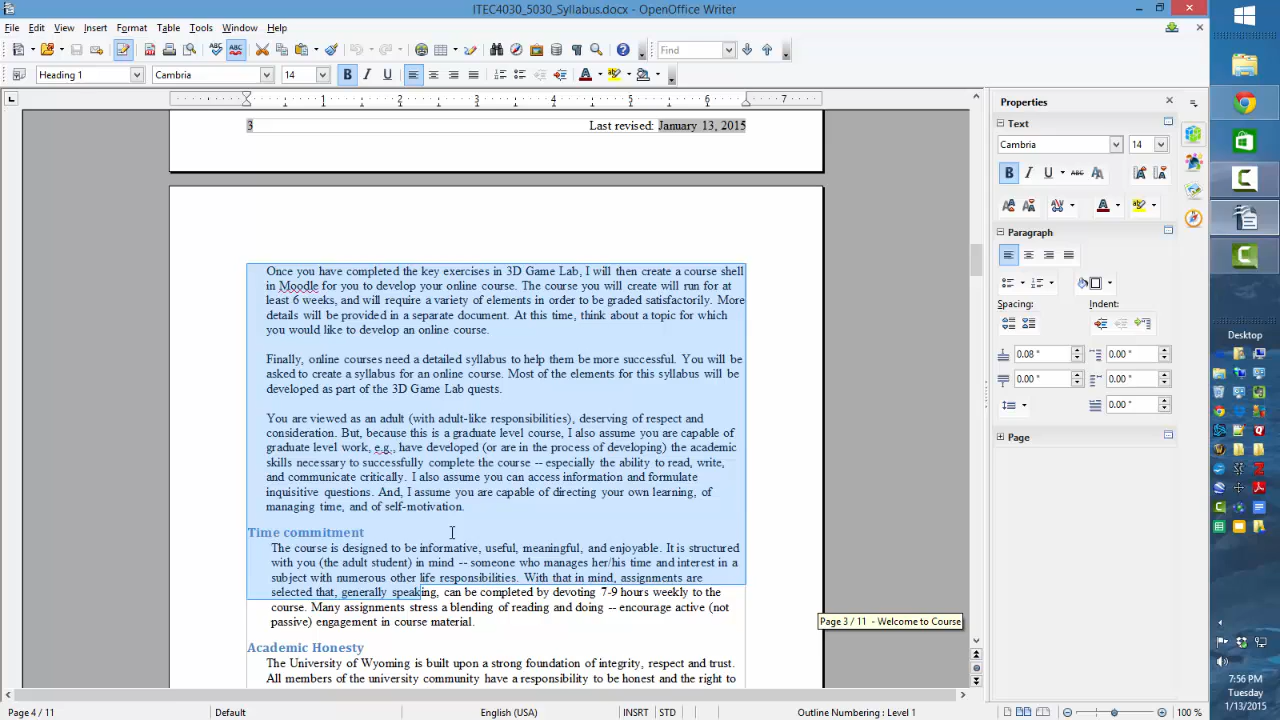 ITEC4030_5030_Syllabus.docx - OpenOffice Writer
File Edit View Insert Format Table Tools Window Help
Find
Heading 1 Cambria 14
1 2 3 4 5 6 7
3 Last revised: January 13, 2015
Once you have completed the key exercises in 3D Game Lab, I will then create a course shell
in Moodle for you to develop your online course. The course you will create will run for at
least 6 weeks, and will require a variety of elements in order to be graded satisfactorily. More
details will be provided in a separate document. At this time, think about a topic for which
you would like to develop an online course.
Finally, online courses need a detailed syllabus to help them be more successful. You will be
asked to create a syllabus for an online course. Most of the elements for this syllabus will be
developed as part of the 3D Game Lab quests.
You are viewed as an adult (with adult-like responsibilities), deserving of respect and
consideration. But, because this is a graduate level course, I also assume you are capable of
graduate level work, e.g., have developed (or are in the process of developing) the academic
skills necessary to successfully complete the course -- especially the ability to read, write,
and communicate critically. I also assume you can access information and formulate
inquisitive questions. And, I assume you are capable of directing your own learning, of
managing time, and of self-motivation.
Time commitment
The course is designed to be informative, useful, meaningful, and enjoyable. It is structured
with you (the adult student) in mind -- someone who manages her/his time and interest in a
subject with numerous other life responsibilities. With that in mind, assignments are
selected that, generally speaking, can be completed by devoting 7-9 hours weekly to the
course. Many assignments stress a blending of reading and doing -- encourage active (not
passive) engagement in course material.
Academic Honesty
The University of Wyoming is built upon a strong foundation of integrity, respect and trust.
All members of the university community have a responsibility to be honest and the right to
Page 3 / 11 - Welcome to Course
Properties
Text
Cambria 14
Paragraph
Spacing: Indent:
0.08 " 0.00 "
0.00 " 0.00 "
0.00 "
Page
Desktop
7:56 PM
Tuesday
1/13/2015
Page 4 / 11 Default English (USA) INSRT STD Outline Numbering : Level 1 100 %